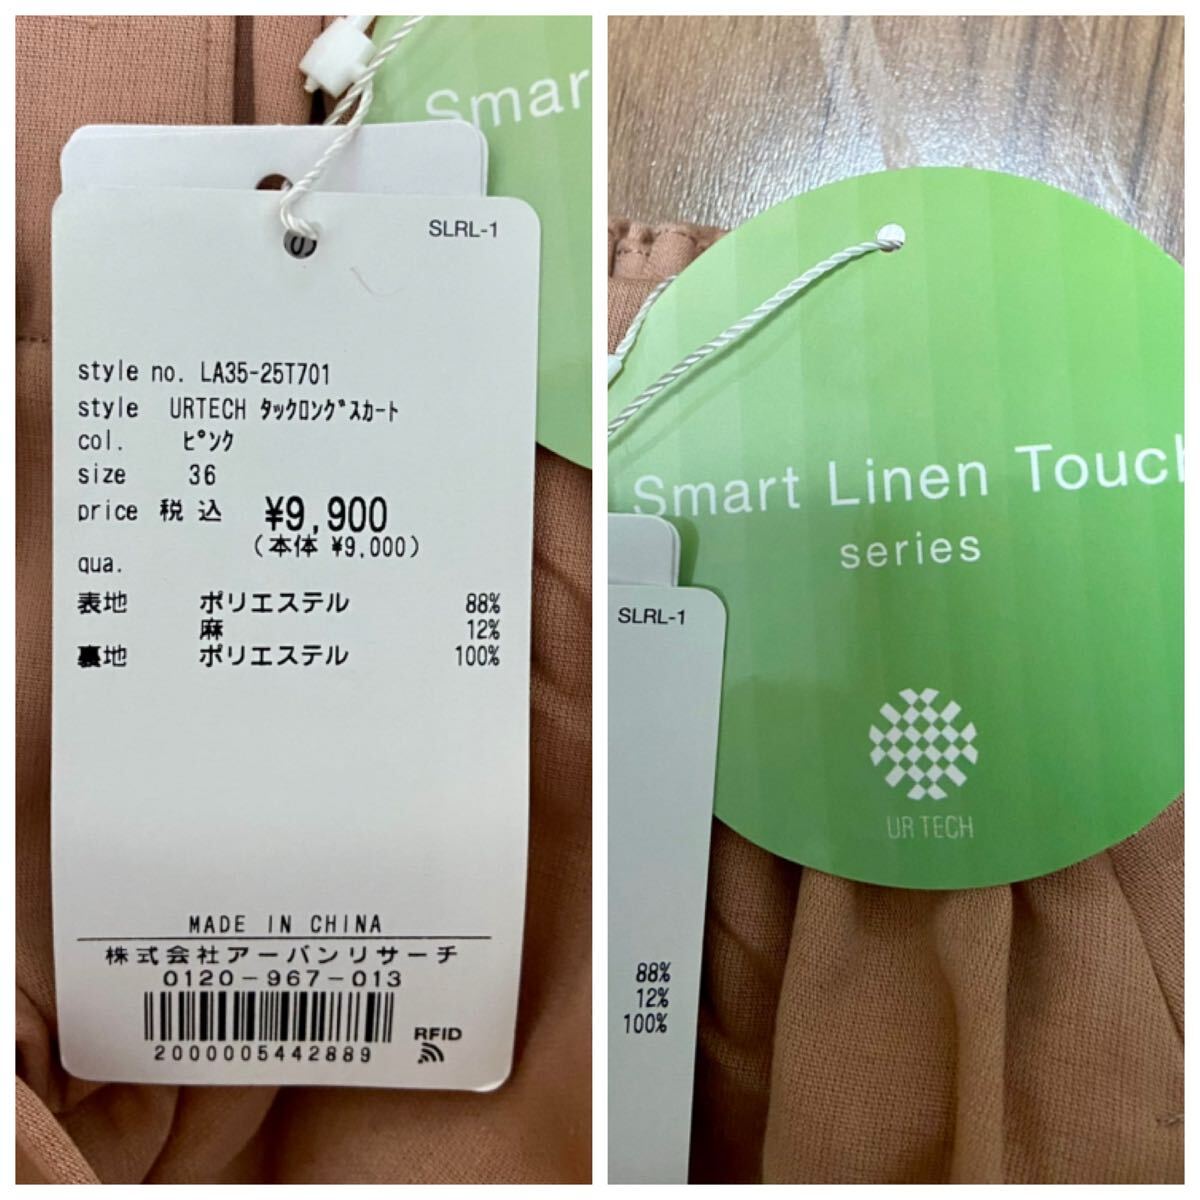 Smar
SLRL-1
style no. LA35-25T701
style URTECH ﾀｯｸﾛﾝｸﾞｽｶｰﾄ
col. ﾋﾟﾝｸ
size 36
price 税込 ¥9,900
(本体 ¥9,000)
qua.
表地 ポリエステル 88%
麻 12%
裏地 ポリエステル 100%
MADE IN CHINA
株式会社アーバンリサーチ
0120-967-013
RFID
2000005442889
Smart Linen Touch
series
SLRL-1
UR TECH
88%
12%
100%